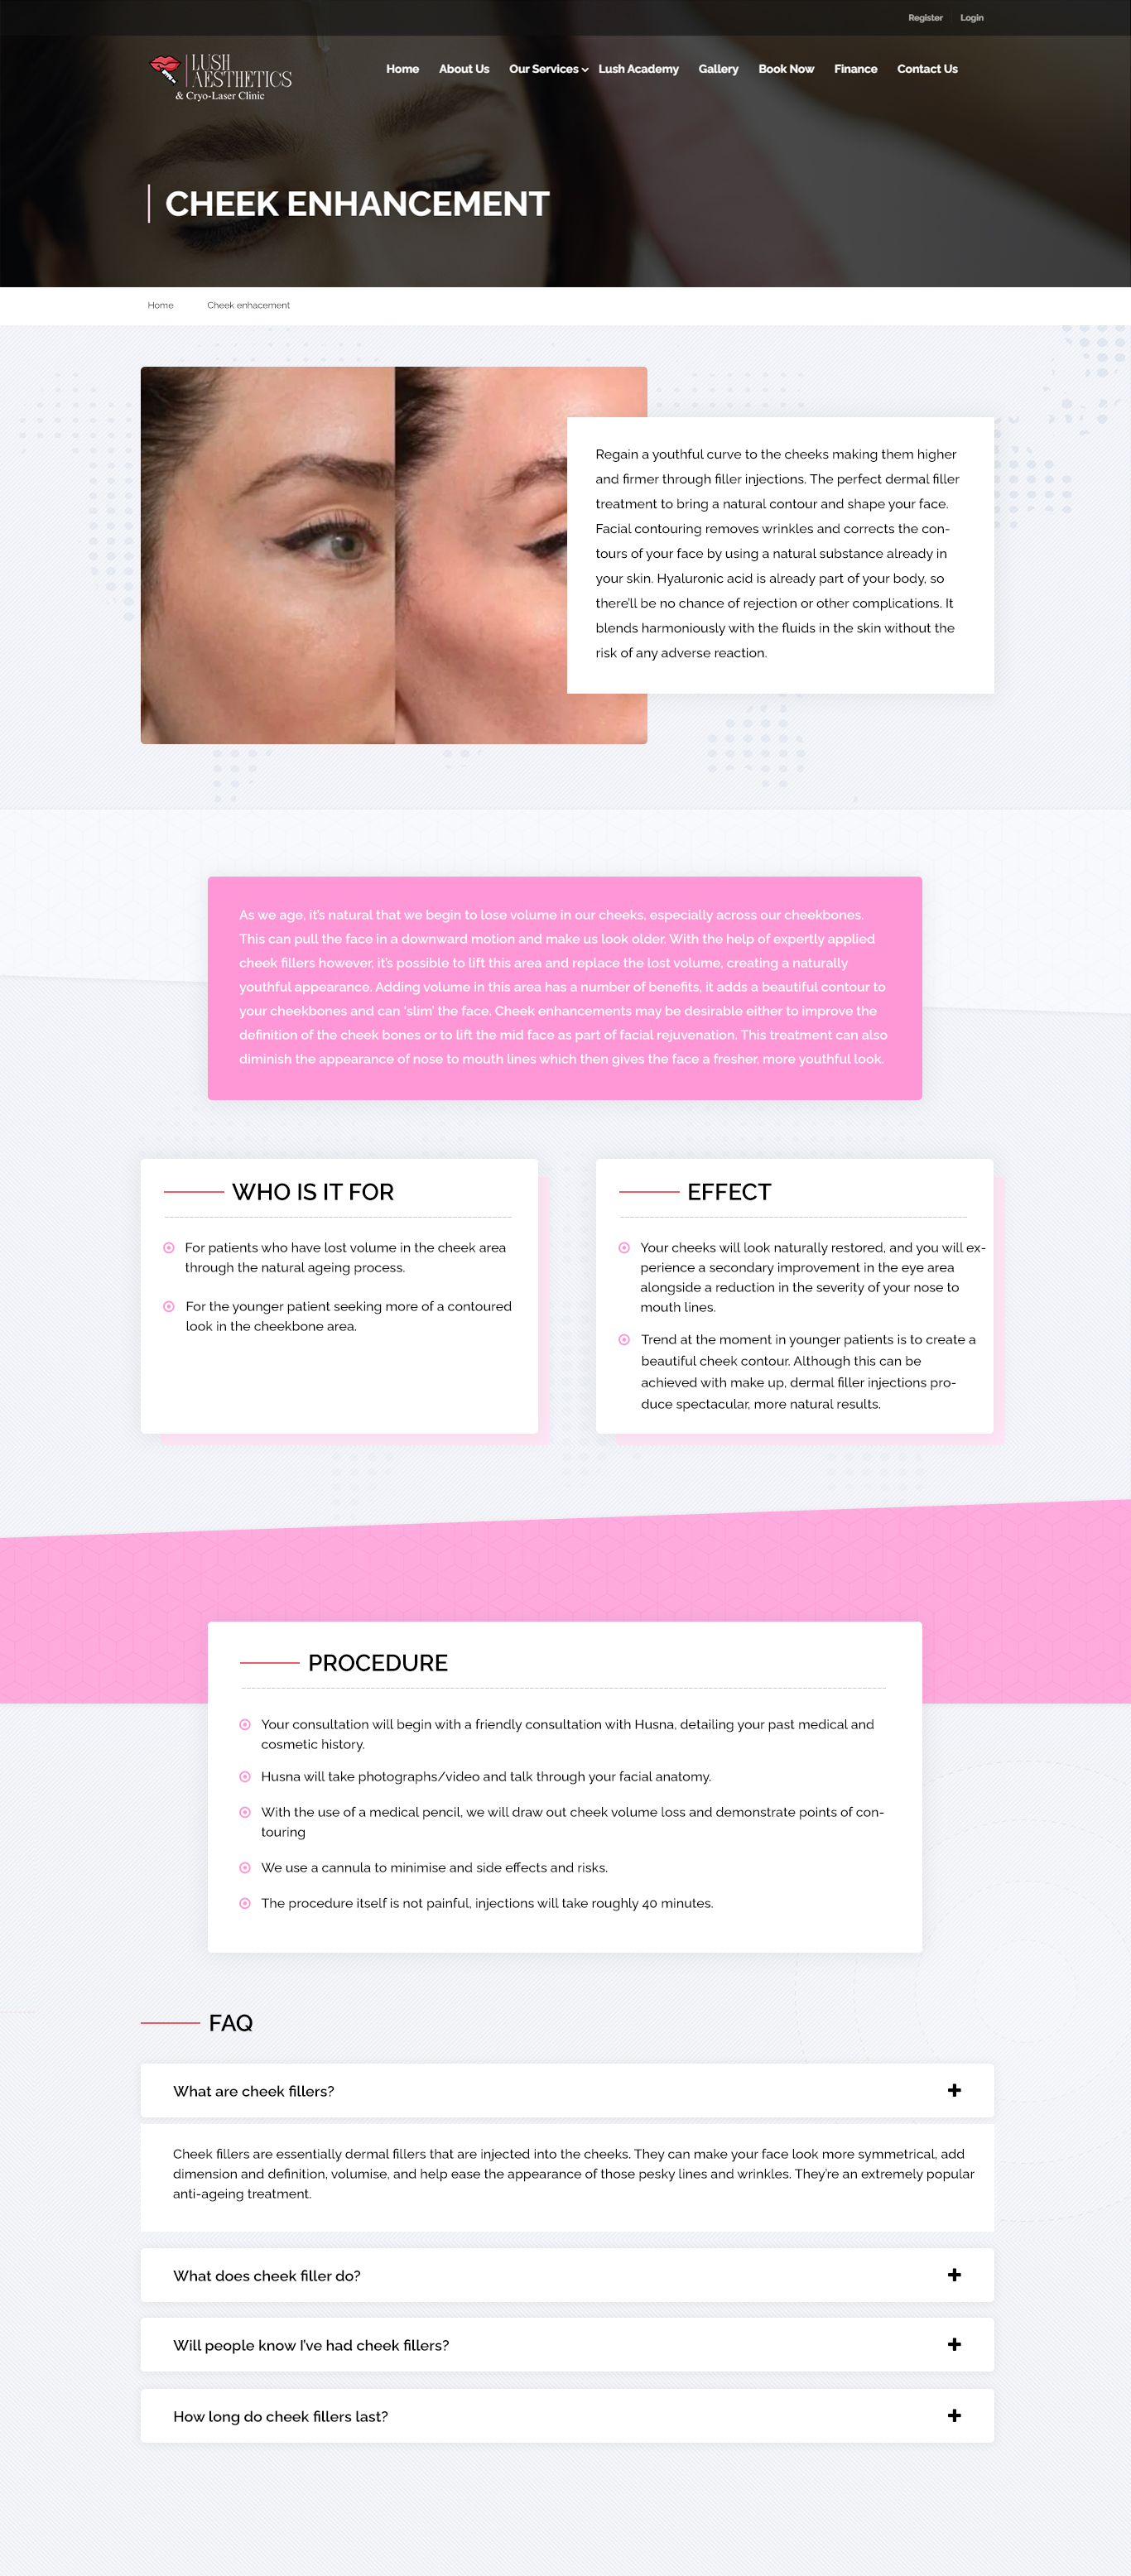 Register Login
LUSH
AESTHETICS
& Cryo-Laser Clinic
Home About Us Our Services Lush Academy Gallery Book Now Finance Contact Us
CHEEK ENHANCEMENT
Home Cheek enhacement
Regain a youthful curve to the cheeks making them higher
and firmer through filler injections. The perfect dermal filler
treatment to bring a natural contour and shape your face.
Facial contouring removes wrinkles and corrects the con-
tours of your face by using a natural substance already in
your skin. Hyaluronic acid is already part of your body, so
there'll be no chance of rejection or other complications. It
blends harmoniously with the fluids in the skin without the
risk of any adverse reaction.
As we age, it's natural that we begin to lose volume in our cheeks, especially across our cheekbones.
This can pull the face in a downward motion and make us look older. With the help of expertly applied
cheek fillers however, it's possible to lift this area and replace the lost volume, creating a naturally
youthful appearance. Adding volume in this area has a number of benefits, it adds a beautiful contour to
your cheekbones and can 'slim' the face. Cheek enhancements may be desirable either to improve the
definition of the cheek bones or to lift the mid face as part of facial rejuvenation. This treatment can also
diminish the appearance of nose to mouth lines which then gives the face a fresher, more youthful look.
WHO IS IT FOR
For patients who have lost volume in the cheek area
through the natural ageing process.
For the younger patient seeking more of a contoured
look in the cheekbone area.
EFFECT
Your cheeks will look naturally restored, and you will ex-
perience a secondary improvement in the eye area
alongside a reduction in the severity of your nose to
mouth lines.
Trend at the moment in younger patients is to create a
beautiful cheek contour. Although this can be
achieved with make up, dermal filler injections pro-
duce spectacular, more natural results.
PROCEDURE
Your consultation will begin with a friendly consultation with Husna, detailing your past medical and
cosmetic history.
Husna will take photographs/video and talk through your facial anatomy.
With the use of a medical pencil, we will draw out cheek volume loss and demonstrate points of con-
touring
We use a cannula to minimise and side effects and risks.
The procedure itself is not painful, injections will take roughly 40 minutes.
FAQ
What are cheek fillers?
Cheek fillers are essentially dermal fillers that are injected into the cheeks. They can make your face look more symmetrical, add
dimension and definition, volumise, and help ease the appearance of those pesky lines and wrinkles. They're an extremely popular
anti-ageing treatment.
What does cheek filler do?
Will people know I've had cheek fillers?
How long do cheek fillers last?